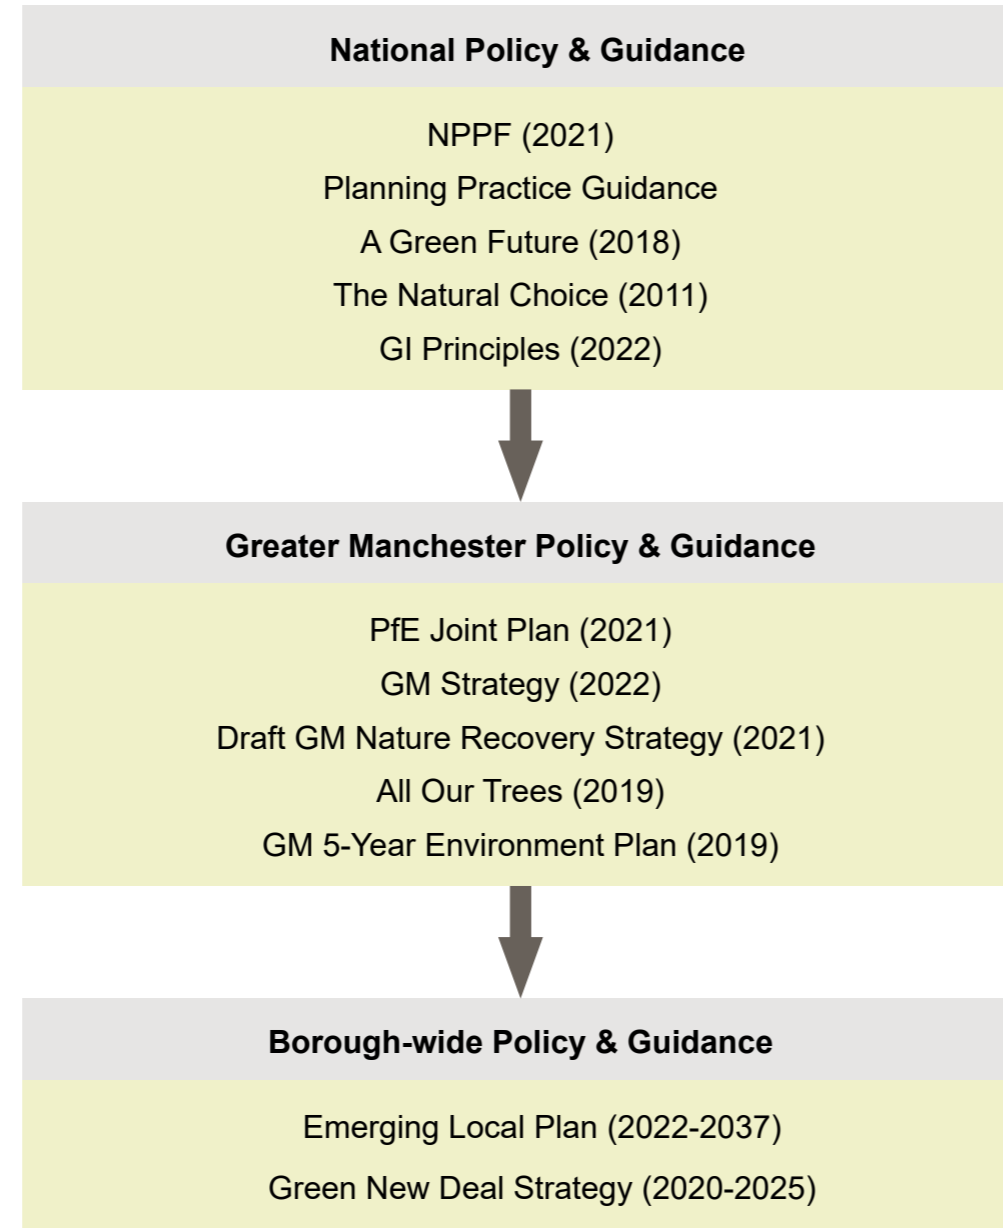 National Policy & Guidance
NPPF (2021)
Planning Practice Guidance
A Green Future (2018)
The Natural Choice (2011)
GI Principles (2022)
Greater Manchester Policy & Guidance
PfE Joint Plan (2021)
GM Strategy (2022)
Draft GM Nature Recovery Strategy (2021)
All Our Trees (2019)
GM 5-Year Environment Plan (2019)
Borough-wide Policy & Guidance
Emerging Local Plan (2022-2037)
Green New Deal Strategy (2020-2025)